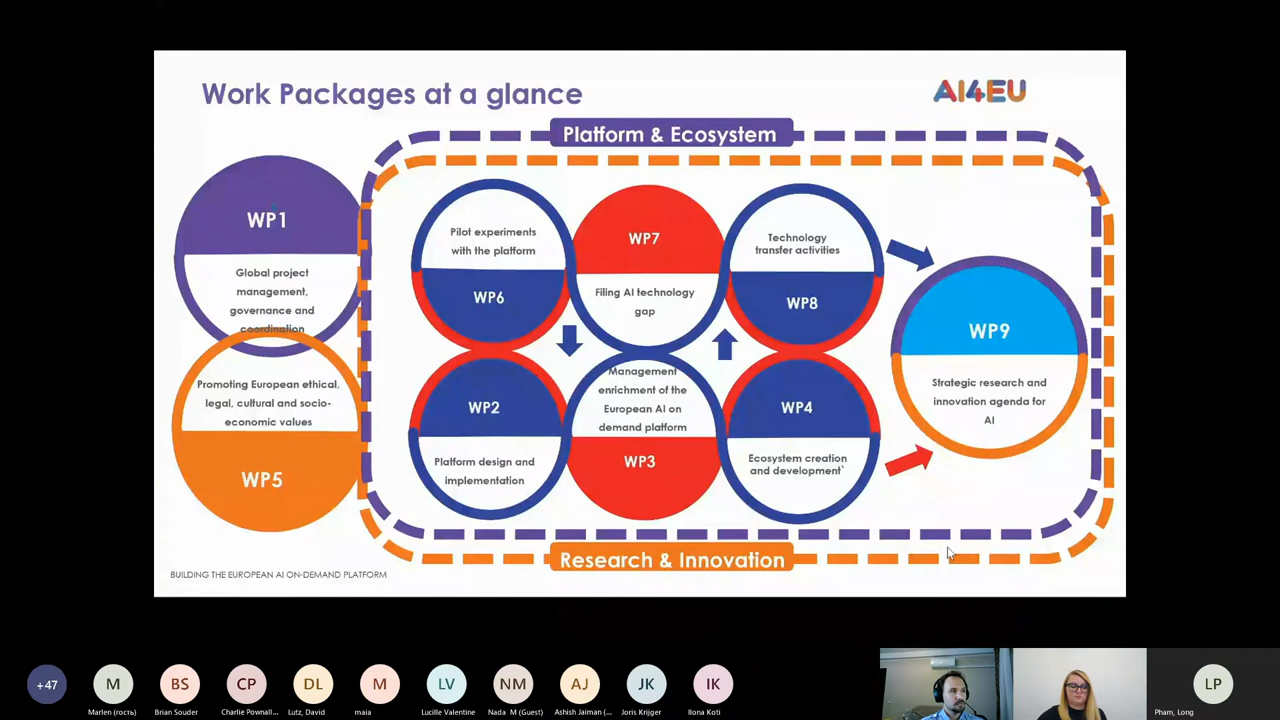 Work Packages at a glance
AI4EU
Platform & Ecosystem
WP1
Global project
management,
governance and
coordination
Promoting European ethical,
legal, cultural and socio-
economic values
WP5
Pilot experiments
with the platform
WP6
WP7
Filing AI technology
gap
Technology
transfer activities
WP8
WP2
Platform design and
implementation
Management
enrichment of the
European AI on
demand platform
WP3
WP4
Ecosystem creation
and development`
WP9
Strategic research and
innovation agenda for
AI
Research & Innovation
BUILDING THE EUROPEAN AI ON-DEMAND PLATFORM
+47
M
BS
CP
DL
M
LV
NM
AJ
JK
IK
LP
Marlen (гость)
Brian Souder
Charlie Pownall...
Lutz, David
maia
Lucille Valentine
Nada M (Guest)
Ashish Jaiman (...
Joris Krijger
Ilona Koti
Pham, Long